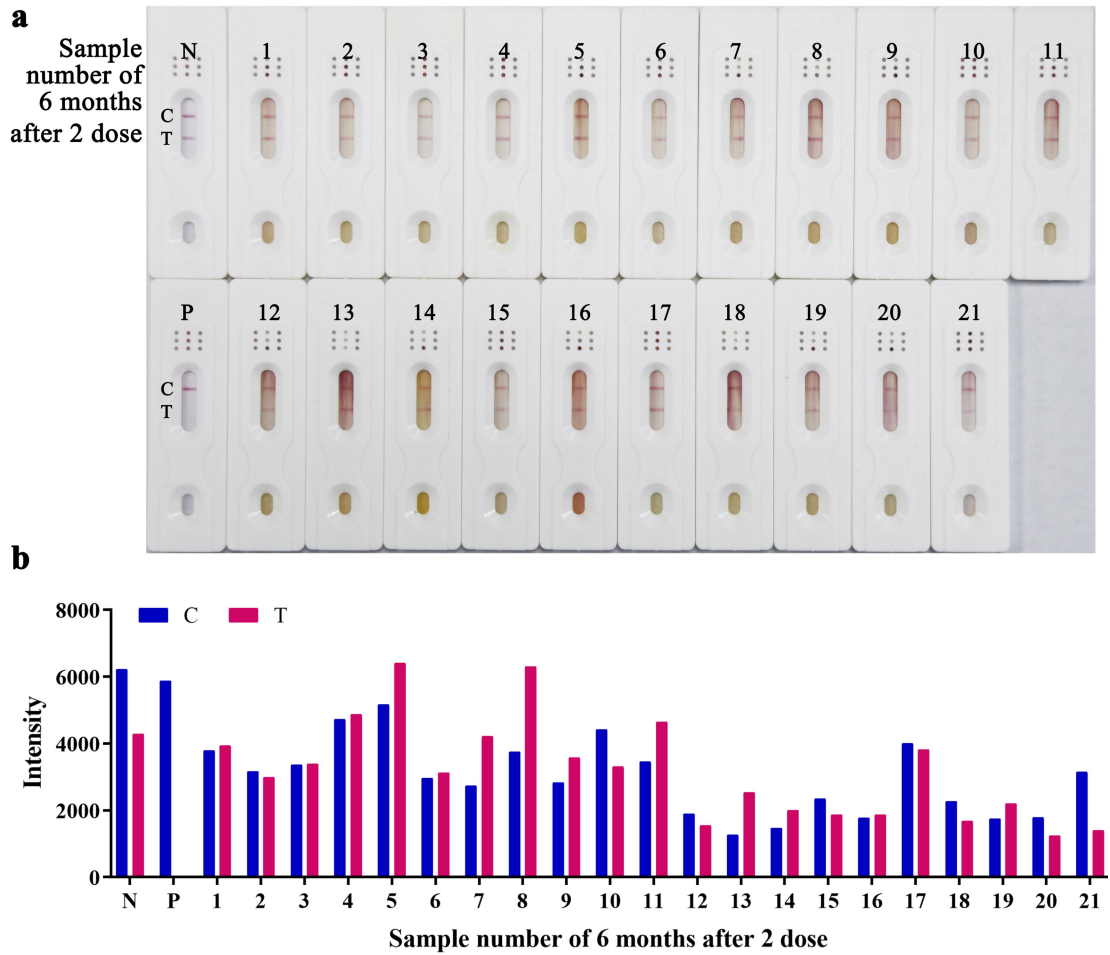 a
Sample
number of
6 months
after 2 dose
N 1 2 3 4 5 6 7 8 9 10 11
C
T
P 12 13 14 15 16 17 18 19 20 21
C
T
b
C T
Intensity
8000
6000
4000
2000
0
N P 1 2 3 4 5 6 7 8 9 10 11 12 13 14 15 16 17 18 19 20 21
Sample number of 6 months after 2 dose